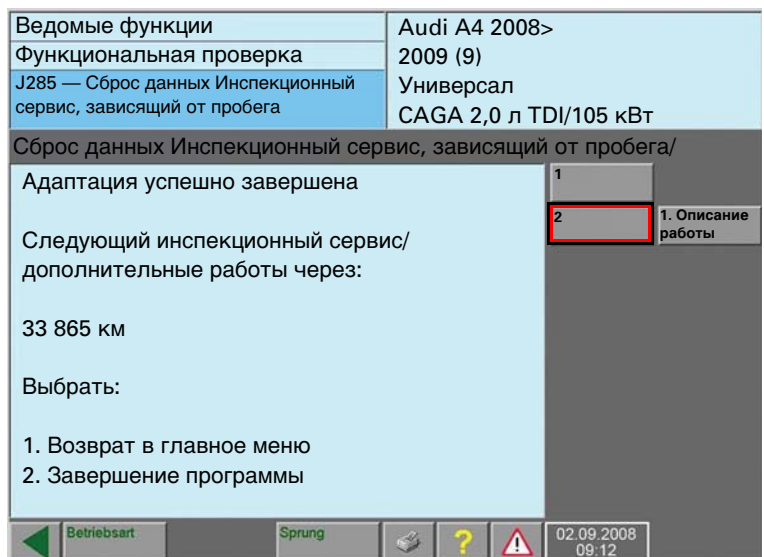 Ведомые функции
Функциональная проверка
J285 — Сброс данных Инспекционный
сервис, зависящий от пробега
Audi A4 2008>
2009 (9)
Универсал
CAGA 2,0 л TDI/105 кВт
Сброс данных Инспекционный сервис, зависящий от пробега/
Адаптация успешно завершена
Следующий инспекционный сервис/
дополнительные работы через:
33 865 км
Выбрать:
1. Возврат в главное меню
2. Завершение программы
1
2
1. Описание
работы
Betriebsart
Sprung
?
02.09.2008
09:12